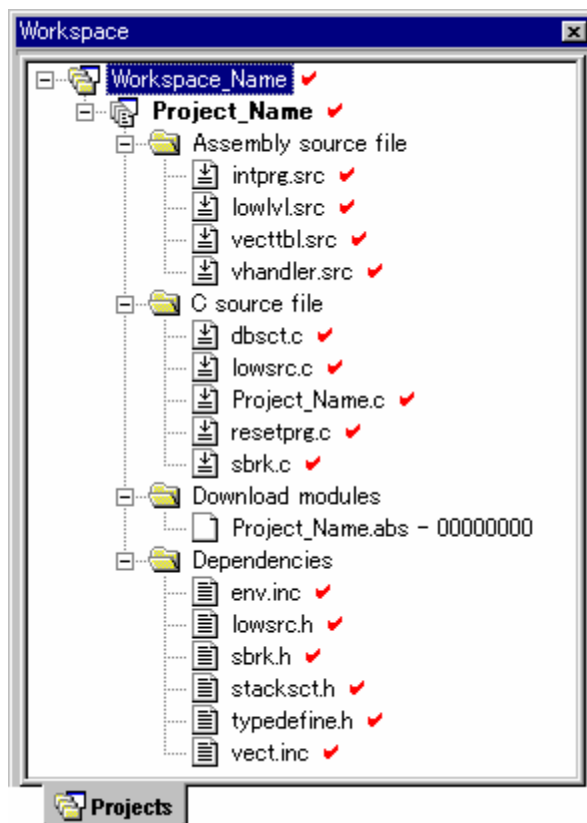 Workspace
Workspace_Name
Project_Name
Assembly source file
intprg.src
lowlvl.src
vecttbl.src
vhandler.src
C source file
dbsct.c
lowsrc.c
Project_Name.c
resetprg.c
sbrk.c
Download modules
Project_Name.abs - 00000000
Dependencies
env.inc
lowsrc.h
sbrk.h
stacksct.h
typedefine.h
vect.inc
Projects